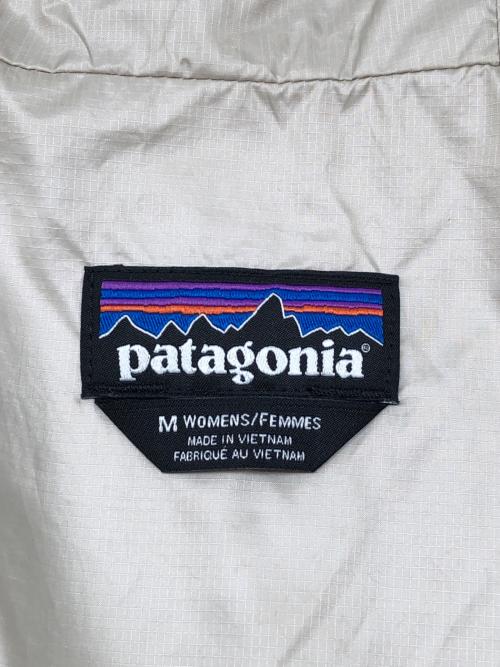 patagonia®
M WOMENS/FEMMES
MADE IN VIETNAM
FABRIQUÉ AU VIETNAM